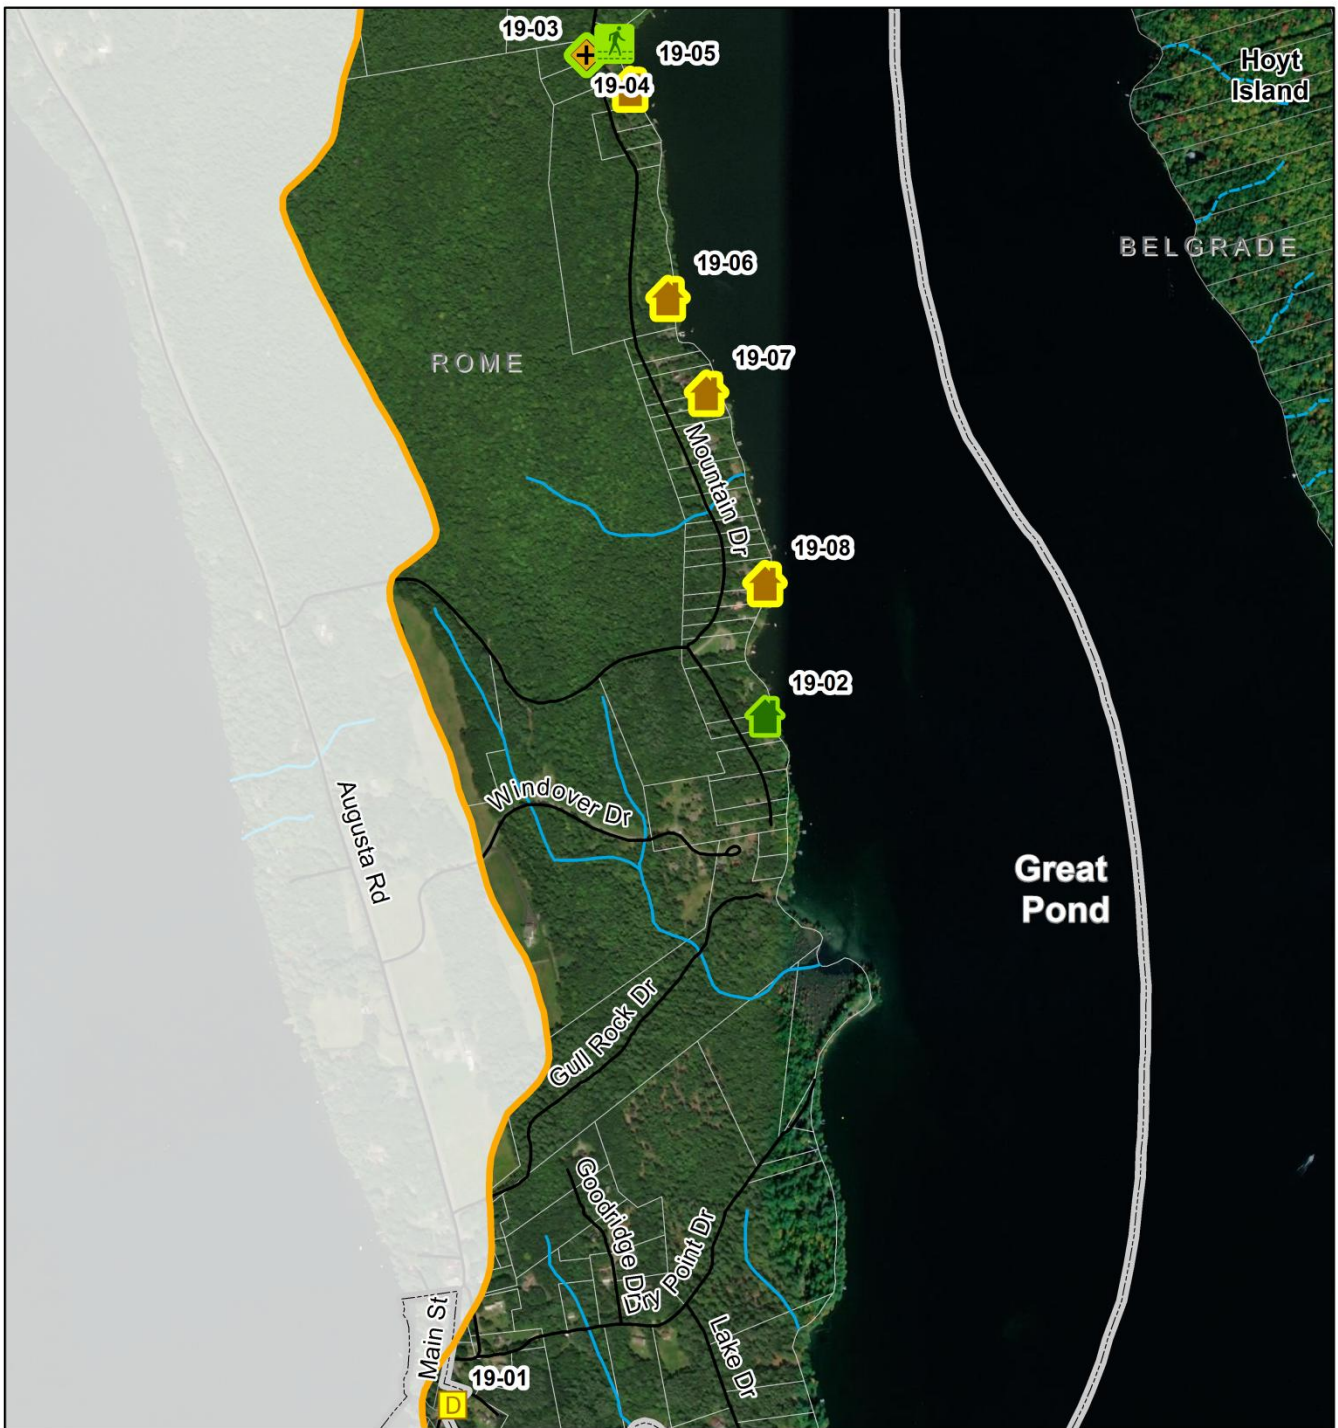 19-03
19-05
Hoyt
Island
19-04
BELGRADE
19-06
ROME
19-07
Mountain Dr
19-08
19-02
Windover Dr
Augusta Rd
Great
Pond
Gull Rock Dr
Goodridge Dr
Dry Point Dr
Main St
Lake Dr
19-01
D